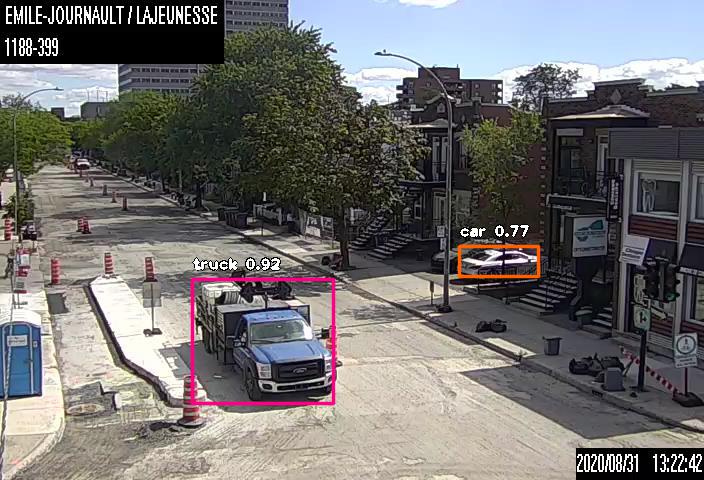 EMILE-JOURNAULT / LAJEUNESSE
1188-399
car 0.77
truck 0.92
2020/08/31 13:22:42